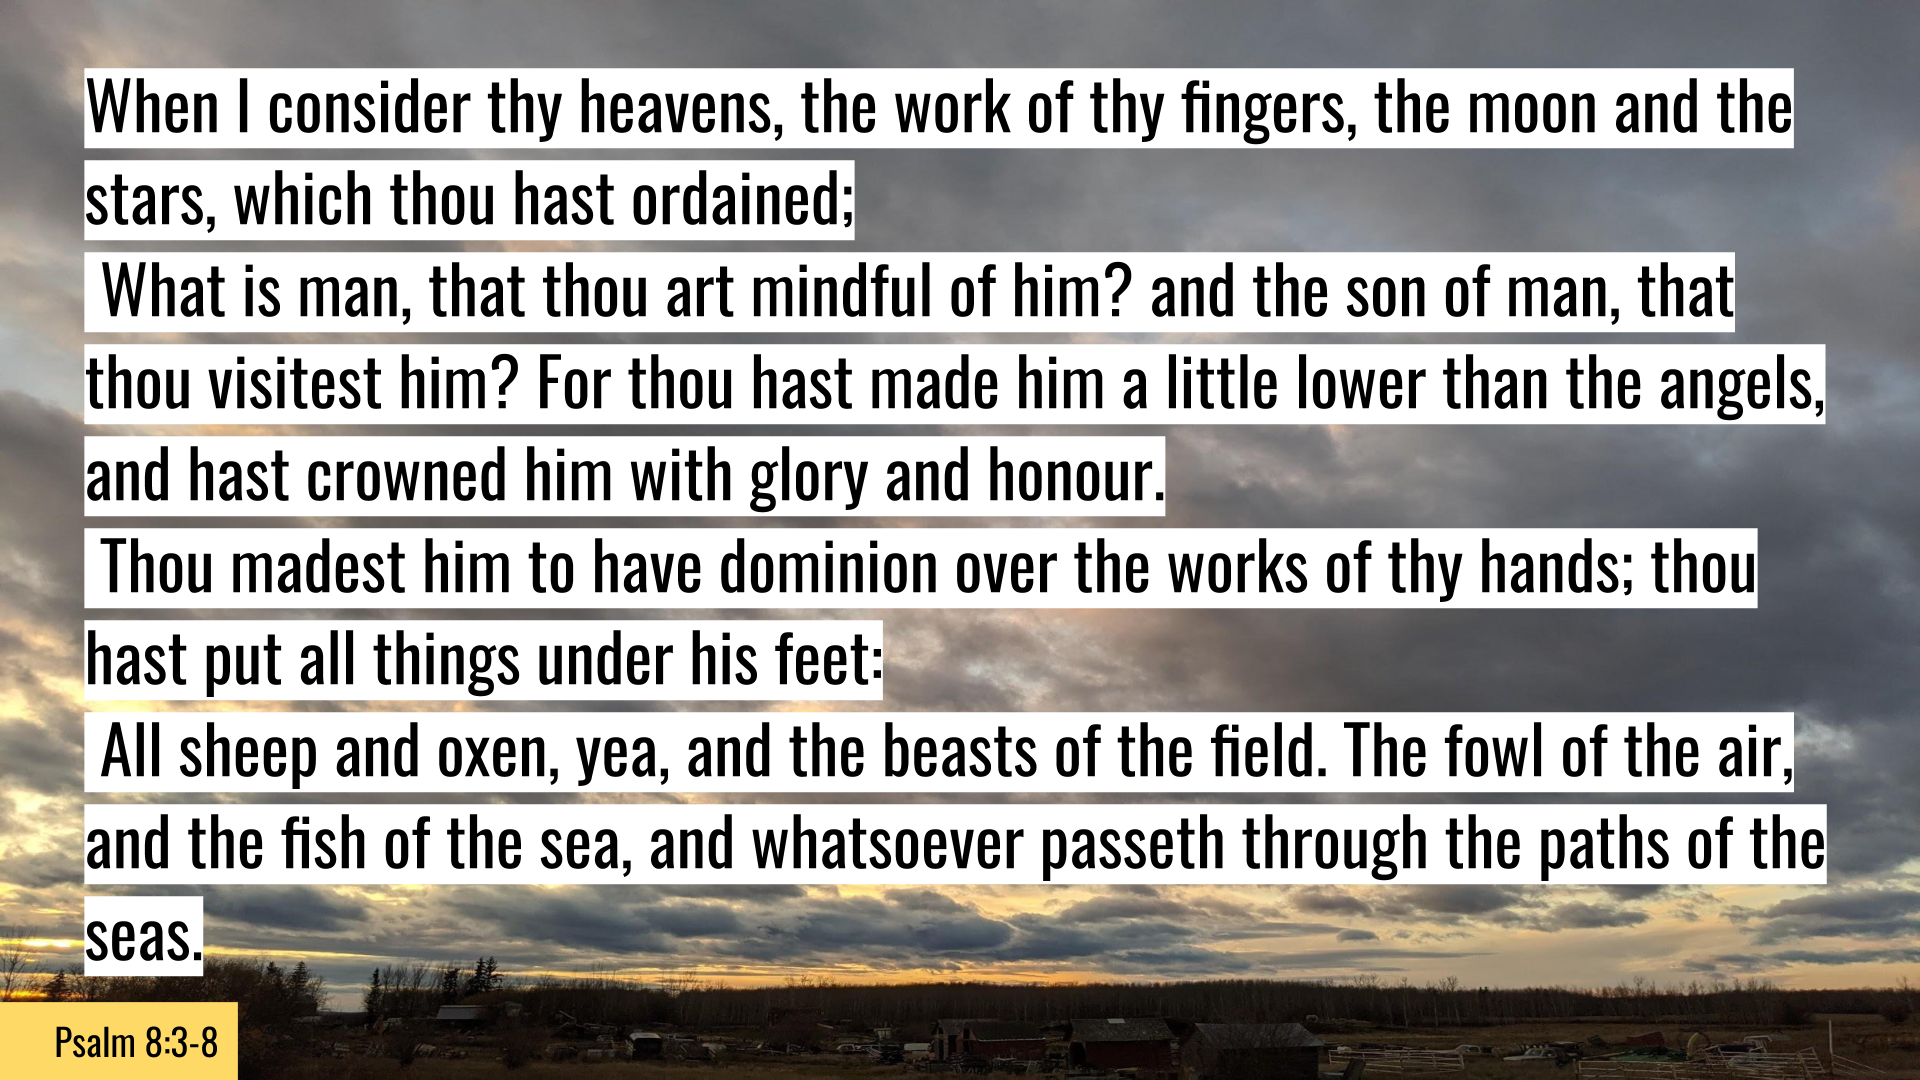 When I consider thy heavens, the work of thy fingers, the moon and the
stars, which thou hast ordained;
What is man, that thou art mindful of him? and the son of man, that
thou visitest him? For thou hast made him a little lower than the angels,
and hast crowned him with glory and honour.
Thou madest him to have dominion over the works of thy hands; thou
hast put all things under his feet:
All sheep and oxen, yea, and the beasts of the field. The fowl of the air,
and the fish of the sea, and whatsoever passeth through the paths of the
seas.
Psalm 8:3-8